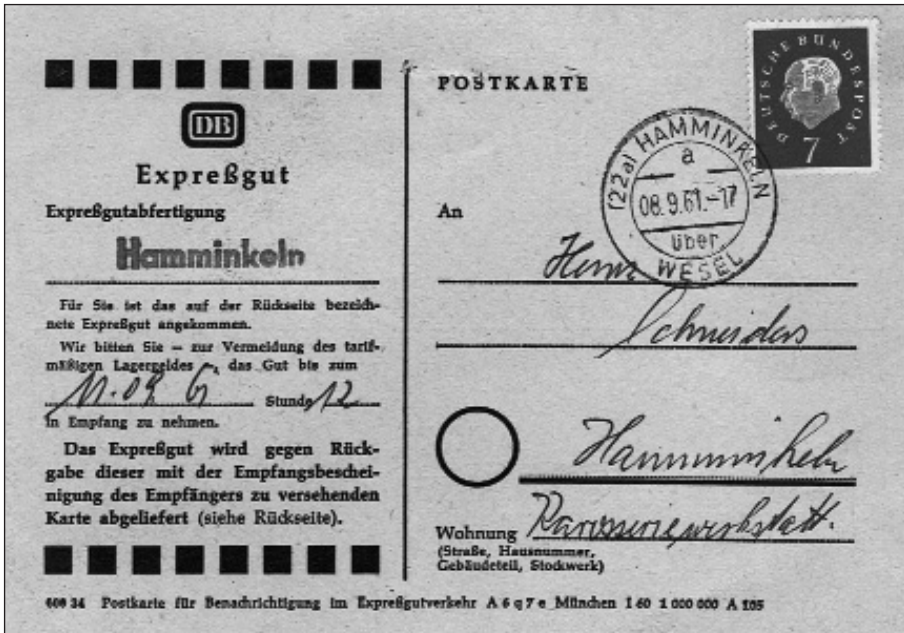 DB
Expreßgut
Expreßgutabfertigung
Hamminkeln
Für Sie ist das auf der Rückseite bezeich-
nete Expreßgut angekommen.
Wir bitten Sie – zur Vermeidung des tarif-
mäßigen Lagergeldes –, das Gut bis zum
11.09 61 Stunde 12
in Empfang zu nehmen.
Das Expreßgut wird gegen Rück-
gabe dieser mit der Empfangsbeschei-
nigung des Empfängers zu versehenden
Karte abgeliefert (siehe Rückseite).
POSTKARTE
DEUTSCHE BUNDESPOST
7
(22a) HAMMINKELN
a
08.9.61.-17
über
WESEL
An
Herrn
Schneiders
Hamminkeln
Wohnung Karosseriewerkstatt.
(Straße, Hausnummer,
Gebäudeteil, Stockwerk)
608 34 Postkarte für Benachrichtigung im Expreßgutverkehr A 6 q 7 e München I 60 1 000 000 A 105